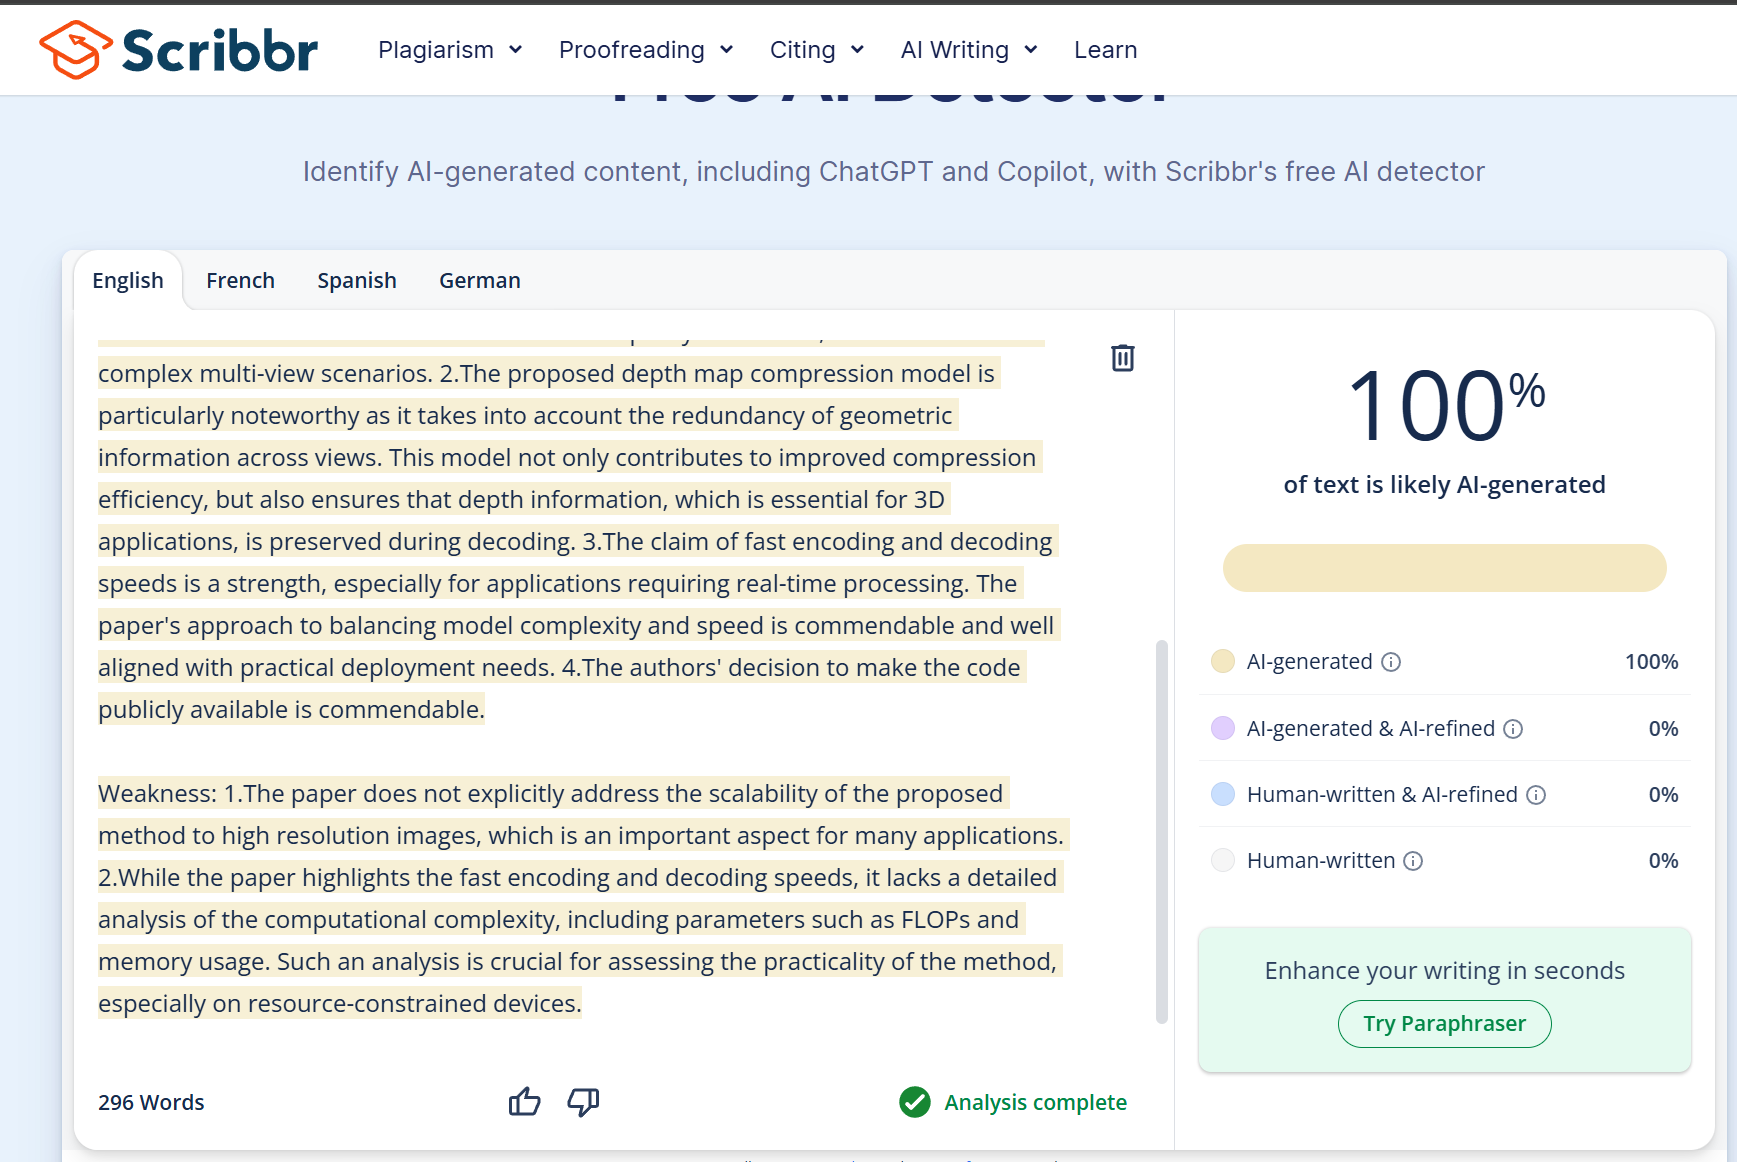 Scribbr
Plagiarism
Proofreading
Citing
AI Writing
Learn
Free AI Detector
Identify AI-generated content, including ChatGPT and Copilot, with Scribbr's free AI detector
English
French
Spanish
German
complex multi-view scenarios. 2.The proposed depth map compression model is
particularly noteworthy as it takes into account the redundancy of geometric
information across views. This model not only contributes to improved compression
efficiency, but also ensures that depth information, which is essential for 3D
applications, is preserved during decoding. 3.The claim of fast encoding and decoding
speeds is a strength, especially for applications requiring real-time processing. The
paper's approach to balancing model complexity and speed is commendable and well
aligned with practical deployment needs. 4.The authors' decision to make the code
publicly available is commendable.
Weakness: 1.The paper does not explicitly address the scalability of the proposed
method to high resolution images, which is an important aspect for many applications.
2.While the paper highlights the fast encoding and decoding speeds, it lacks a detailed
analysis of the computational complexity, including parameters such as FLOPs and
memory usage. Such an analysis is crucial for assessing the practicality of the method,
especially on resource-constrained devices.
296 Words
Analysis complete
100%
of text is likely AI-generated
AI-generated 100%
AI-generated & AI-refined 0%
Human-written & AI-refined 0%
Human-written 0%
Enhance your writing in seconds
Try Paraphraser